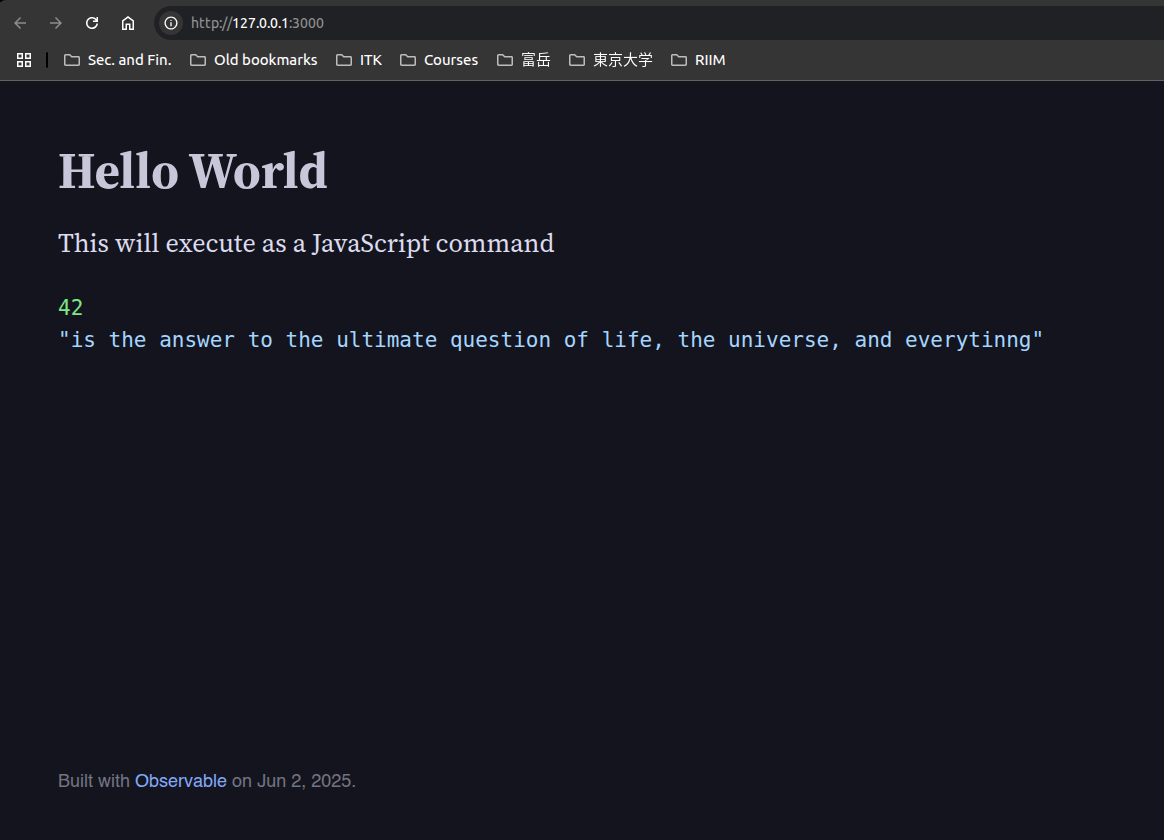 http://127.0.0.1:3000
Sec. and Fin. Old bookmarks ITK Courses 富岳 東京大学 RIIM
Hello World
This will execute as a JavaScript command
42
"is the answer to the ultimate question of life, the universe, and everytinng"
Built with Observable on Jun 2, 2025.